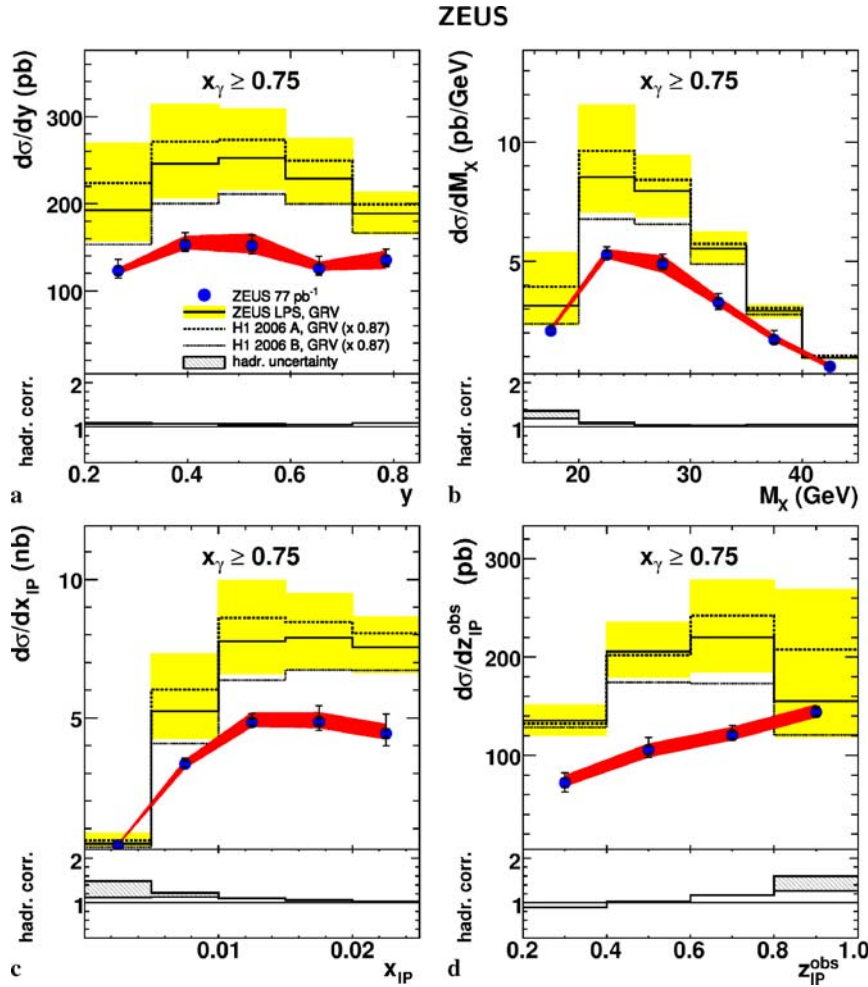 ZEUS
dσ/dy (pb)
x_γ ≥ 0.75
300
200
100
ZEUS 77 pb⁻¹
ZEUS LPS, GRV
H1 2006 A, GRV (x 0.87)
H1 2006 B, GRV (x 0.87)
hadr. uncertainty
hadr. corr.
2
1
0.2 0.4 0.6 0.8
a y
dσ/dM_X (pb/GeV)
x_γ ≥ 0.75
10
5
hadr. corr.
2
1
20 30 40
b M_X (GeV)
dσ/dx_IP (nb)
x_γ ≥ 0.75
10
5
hadr. corr.
2
1
0.01 0.02
c x_IP
dσ/dz_IP^obs (pb)
x_γ ≥ 0.75
300
200
100
hadr. corr.
2
1
0.2 0.4 0.6 0.8 1.0
d z_IP^obs